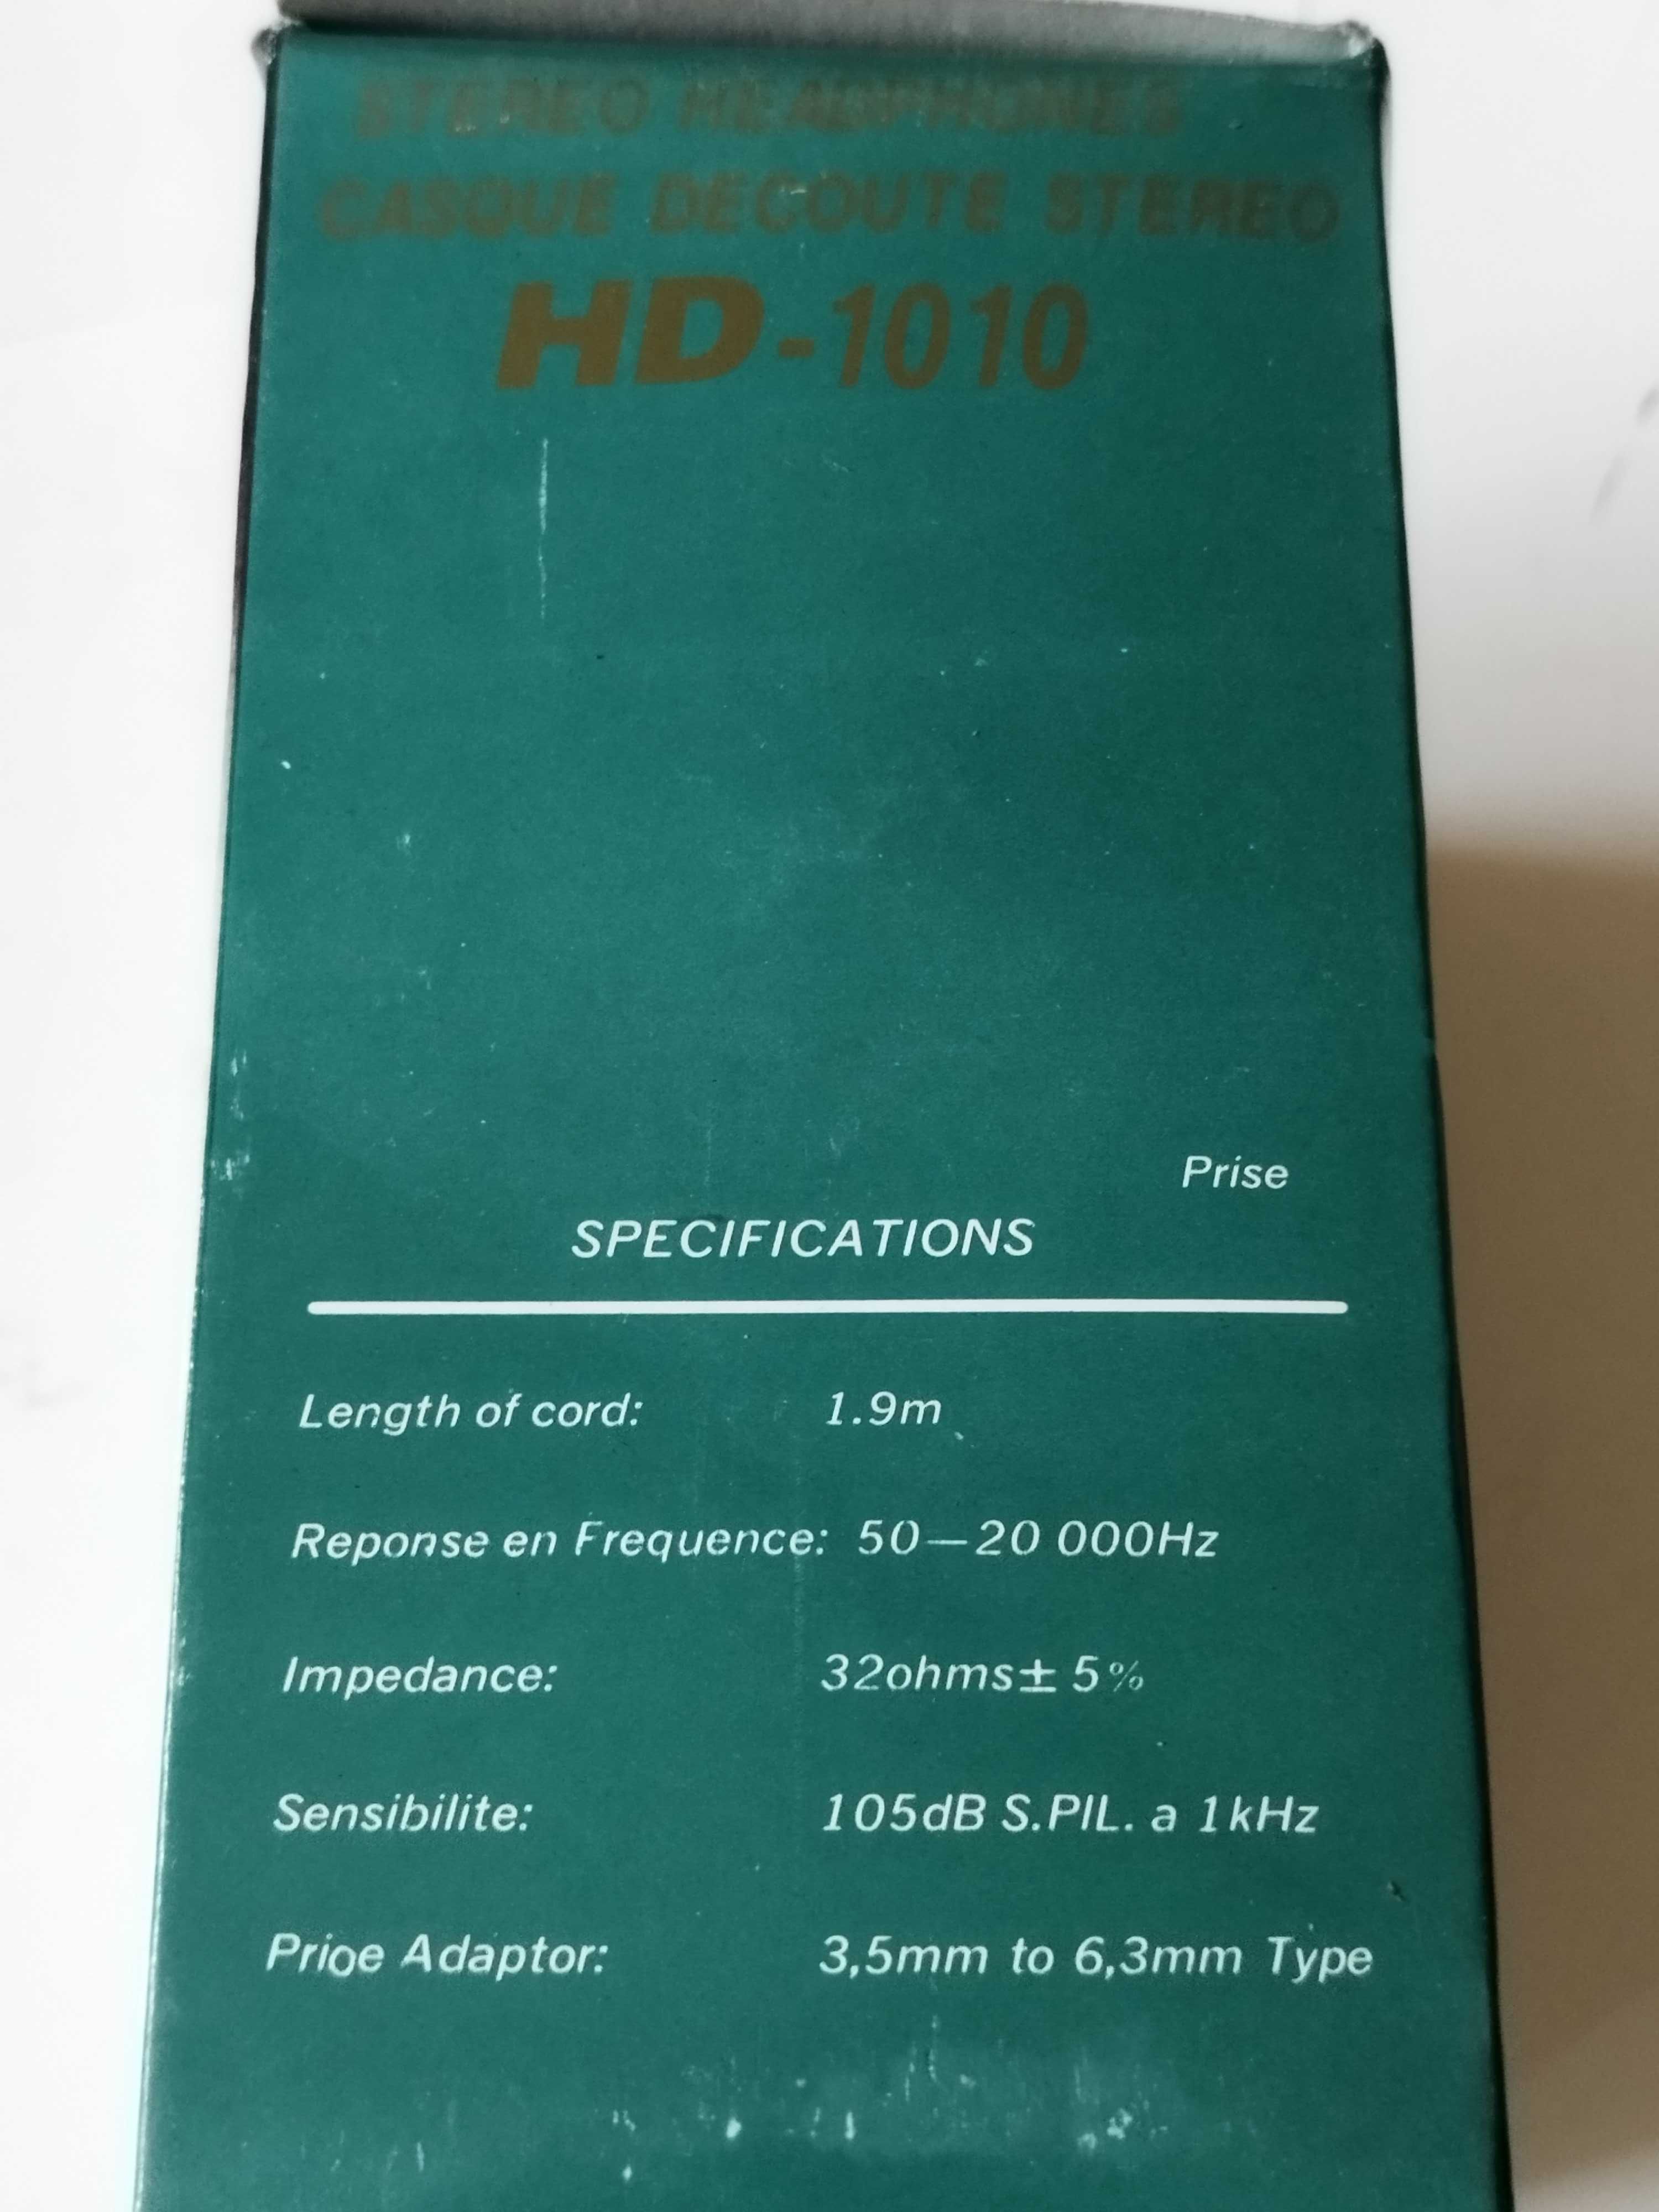 STEREO HEADPHONES
CASQUE DECOUTE STEREO
HD-1010
Prise
SPECIFICATIONS
Length of cord: 1.9m
Reponse en Frequence: 50—20 000Hz
Impedance: 32ohms± 5%
Sensibilite: 105dB S.PIL. a 1kHz
Prioe Adaptor: 3,5mm to 6,3mm Type